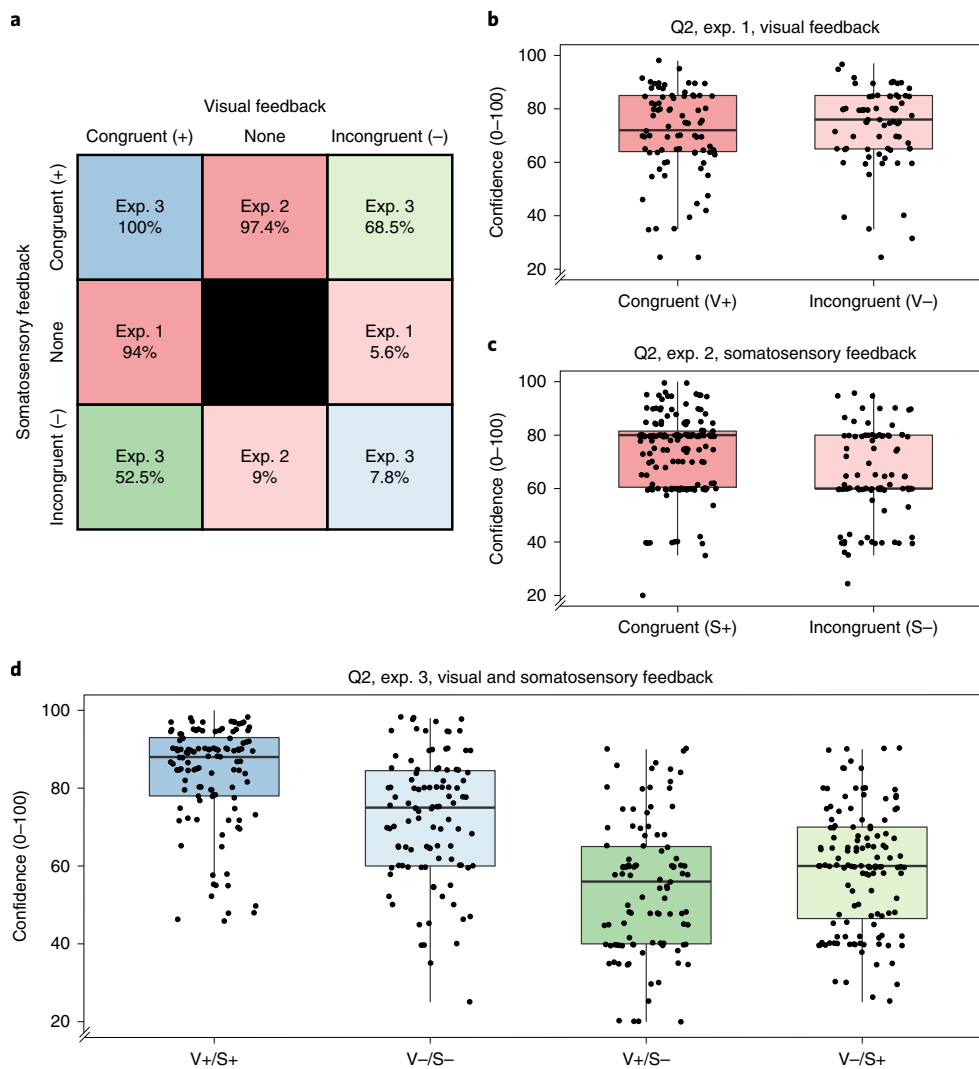 a
Visual feedback
Congruent (+) None Incongruent (–)
Somatosensory feedback
Congruent (+)
None
Incongruent (–)
Exp. 3
100%
Exp. 2
97.4%
Exp. 3
68.5%
Exp. 1
94%
Exp. 1
5.6%
Exp. 3
52.5%
Exp. 2
9%
Exp. 3
7.8%
b
Q2, exp. 1, visual feedback
Confidence (0–100)
100
80
60
40
20
Congruent (V+) Incongruent (V–)
c
Q2, exp. 2, somatosensory feedback
Confidence (0–100)
100
80
60
40
20
Congruent (S+) Incongruent (S–)
d
Q2, exp. 3, visual and somatosensory feedback
Confidence (0–100)
100
80
60
40
20
V+/S+ V–/S– V+/S– V–/S+